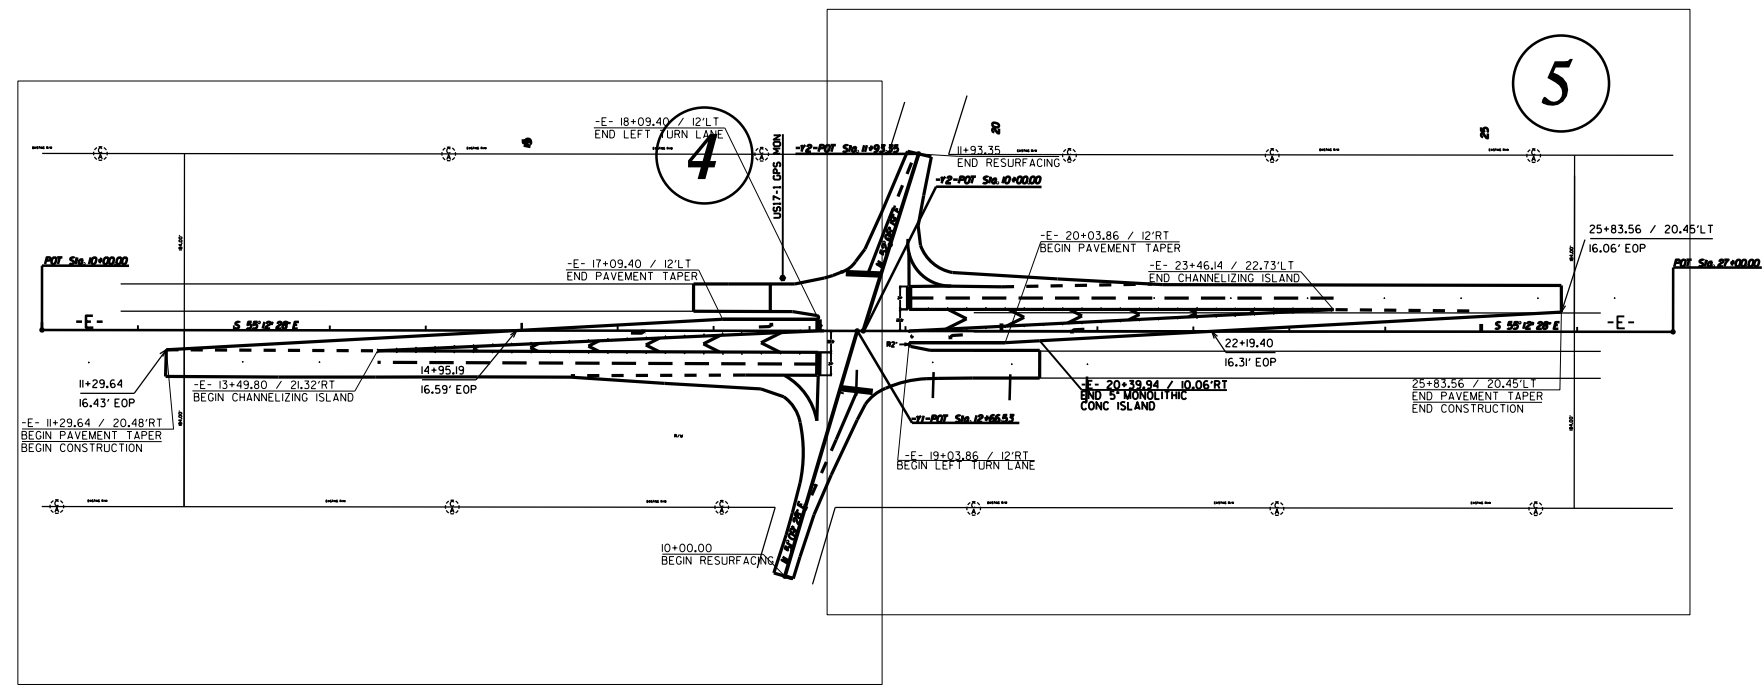 5
4
-E- 18+09.40 / 12'LT
END LEFT TURN LANE
15
20
25
-Y2-POT Sta. 11+93.35
11+93.35
END RESURFACING
US17-1 GPS MON
-Y2-POT Sta. 10+00.00
-E- 20+03.86 / 12'RT
BEGIN PAVEMENT TAPER
25+83.56 / 20.45'LT
16.06' EOP
POT Sta. 10+00.00
-E- 17+09.40 / 12'LT
END PAVEMENT TAPER
-E- 23+46.14 / 22.73'LT
END CHANNELIZING ISLAND
POT Sta. 27+00.00
-E-
S 55°12'28" E
S 55°12'28" E
-E-
R2'
22+19.40
16.31' EOP
14+95.19
16.59' EOP
11+29.64
16.43' EOP
-E- 13+49.80 / 21.32'RT
BEGIN CHANNELIZING ISLAND
-E- 20+39.94 / 10.06'RT
END 5" MONOLITHIC
CONC ISLAND
25+83.56 / 20.45'LT
END PAVEMENT TAPER
END CONSTRUCTION
-E- 11+29.64 / 20.48'RT
BEGIN PAVEMENT TAPER
BEGIN CONSTRUCTION
-Y1-POT Sta. 12+66.53
-E- 19+03.86 / 12'RT
BEGIN LEFT TURN LANE
10+00.00
BEGIN RESURFACING